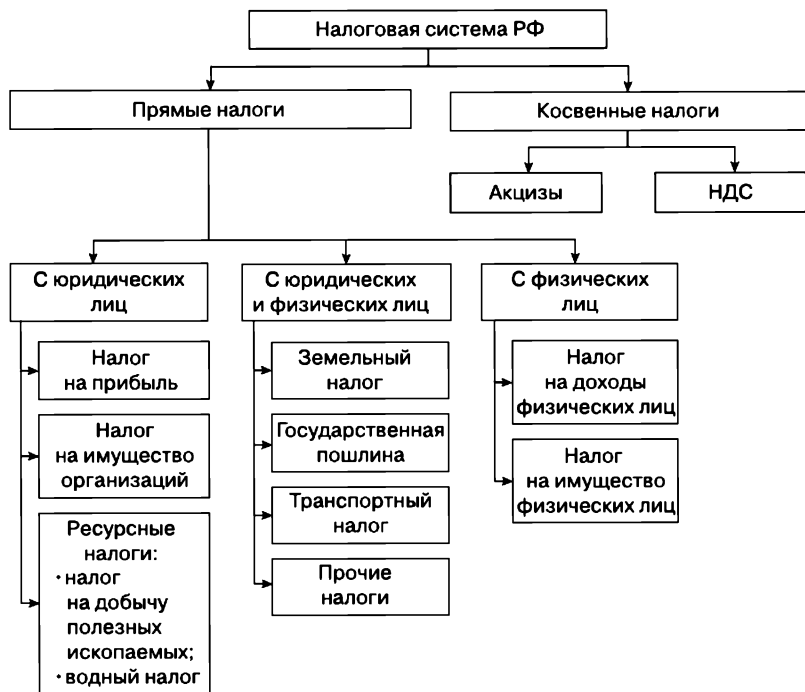 Налоговая система РФ
Прямые налоги
Косвенные налоги
Акцизы
НДС
С юридических
лиц
Налог
на прибыль
Налог
на имущество
организаций
Ресурсные
налоги:
· налог
на добычу
полезных
ископаемых;
· водный налог
С юридических
и физических лиц
Земельный
налог
Государственная
пошлина
Транспортный
налог
Прочие
налоги
С физических
лиц
Налог
на доходы
физических лиц
Налог
на имущество
физических лиц